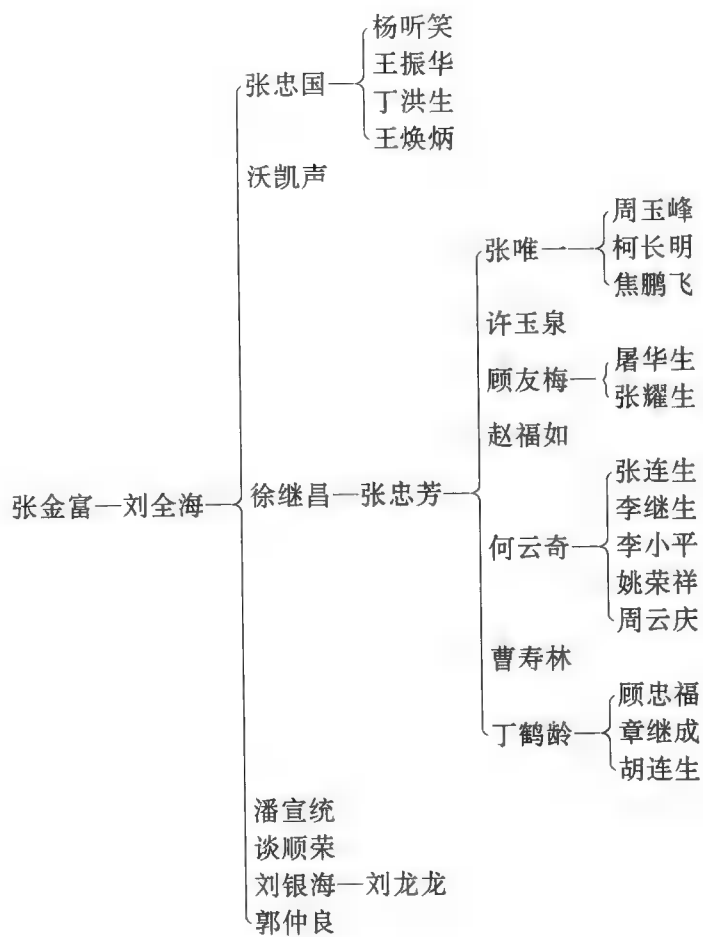 杨听笑
王振华
张忠国
丁洪生
王焕炳
沃凯声
周玉峰
张唯一
柯长明
焦鹏飞
许玉泉
屠华生
顾友梅
张耀生
赵福如
张连生
张金富—刘全海
徐继昌—张忠芳
李继生
何云奇
李小平
姚荣祥
周云庆
曹寿林
顾忠福
丁鹤龄
章继成
胡连生
潘宣统
谈顺荣
刘银海—刘龙龙
郭仲良